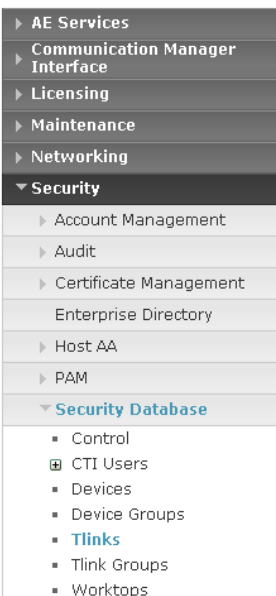 AE Services
Communication Manager
Interface
Licensing
Maintenance
Networking
Security
Account Management
Audit
Certificate Management
Enterprise Directory
Host AA
PAM
Security Database
Control
CTI Users
Devices
Device Groups
Tlinks
Tlink Groups
Worktops